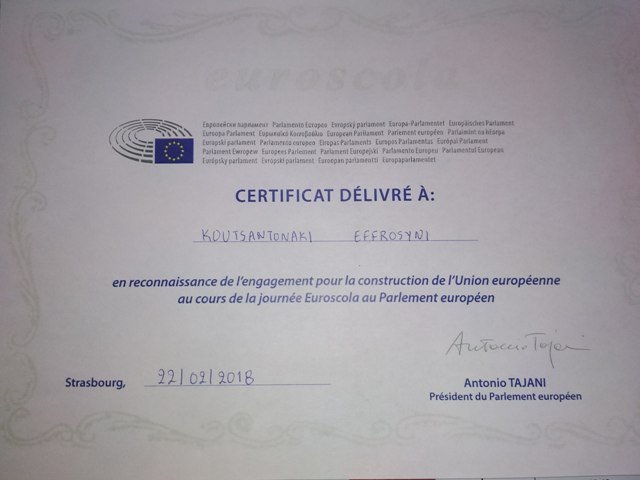 euroscola
Европейски парламент Parlamento Europeo Evropský parlament Europa-Parlamentet Europäisches Parlament
Euroopa Parlament Ευρωπαϊκό Κοινοβούλιο European Parliament Parlement européen Parlaimint na hEorpa
Europski parlament Parlamento europeo Eiropas Parlaments Europos Parlamentas Európai Parlament
Parlament Ewropew Europees Parlement Parlament Europejski Parlamento Europeu Parlamentul European
Európsky parlament Evropski parlament Euroopan parlamentti Europaparlamentet
CERTIFICAT DÉLIVRÉ À:
KOUTSANTONAKI EFFROSYNI
en reconnaissance de l'engagement pour la construction de l'Union européenne
au cours de la journée Euroscola au Parlement européen
Antonio Tajani
Strasbourg, 22/02/2018
Antonio TAJANI
Président du Parlement européen